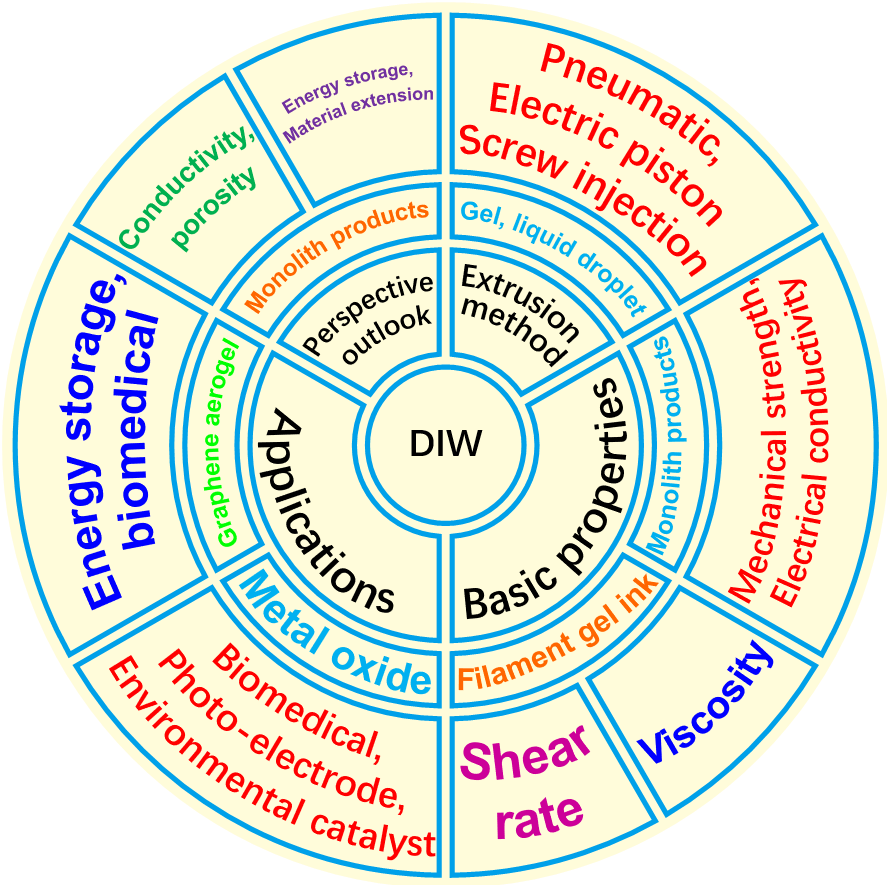 DIW
Extrusion
method
Gel, liquid droplet
Pneumatic,
Electric piston
Screw injection
Basic properties
Monolith products
Mechanical strength,
Electrical conductivity
Filament gel ink
Viscosity
Shear
rate
Applications
Metal oxide
Biomedical,
Photo-electrode,
Environmental catalyst
Graphene aerogel
Energy storage,
biomedical
Perspective
outlook
Monolith products
Conductivity,
porosity
Energy storage,
Material extension